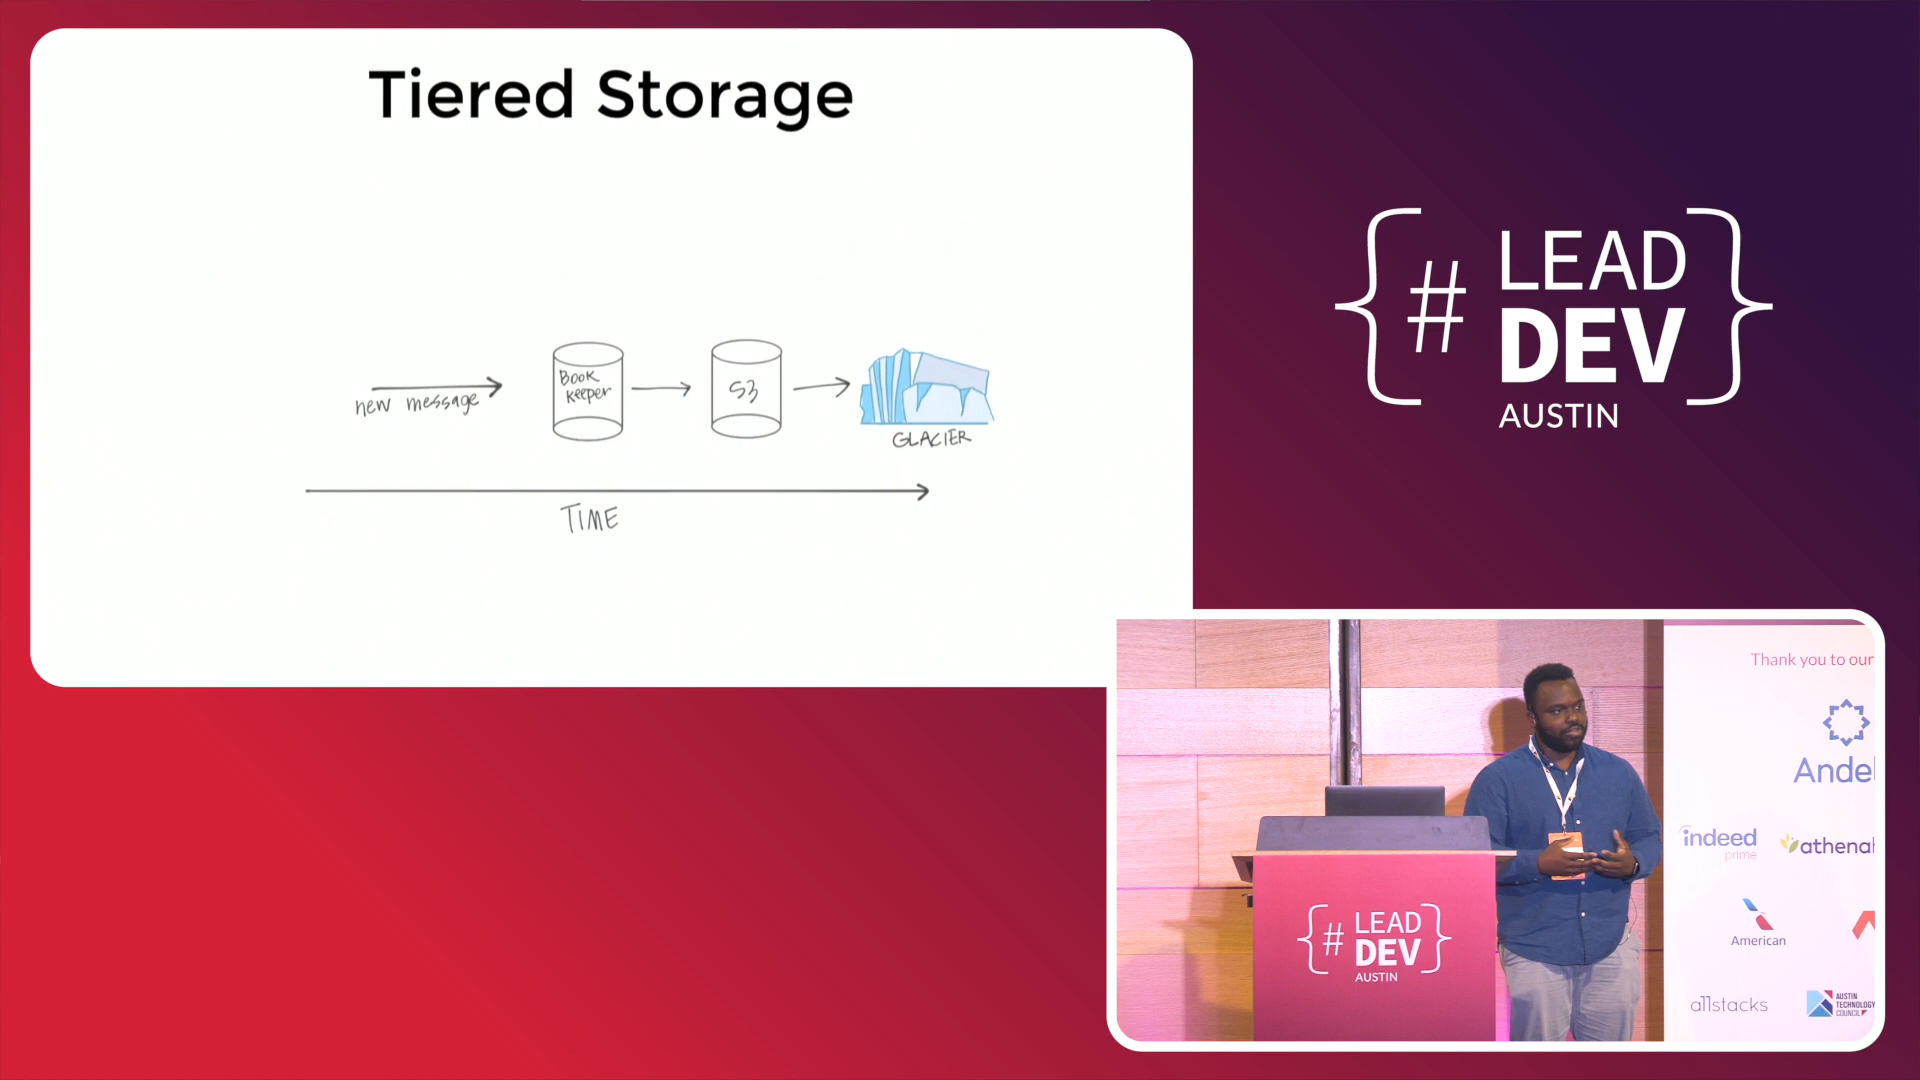 Tiered Storage
new message
Book
keeper
S3
GLACIER
TIME
{# LEAD
DEV}
AUSTIN
Thank you to our
Andel
indeed
prime
athenah
American
allstacks
AUSTIN
TECHNOLOGY
COUNCIL
{# LEAD
DEV}
AUSTIN